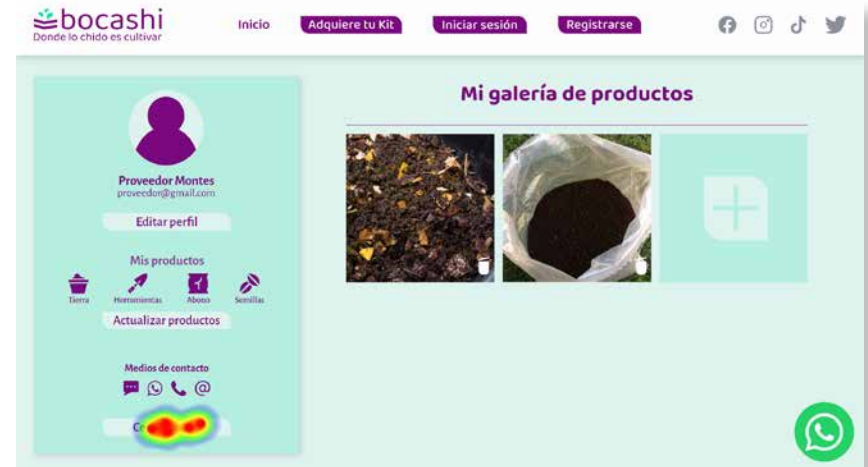 bocashi
Donde lo chido es cultivar
Inicio
Adquiere tu Kit
Iniciar sesión
Registrarse
Mi galería de productos
Proveedor Montes
proveedor@gmail.com
Editar perfil
Mis productos
Tierra
Herramientas
Abono
Semillas
Actualizar productos
Medios de contacto